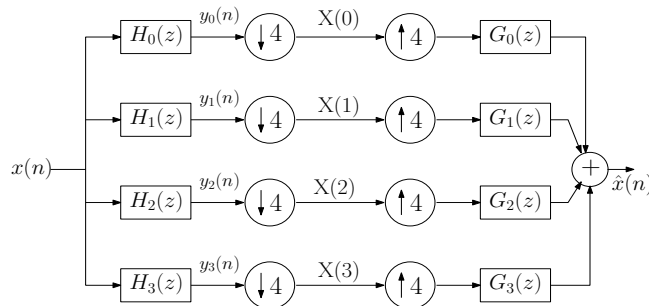 H₀(z) y₀(n) ↓4 X(0) ↑4 G₀(z)
H₁(z) y₁(n) ↓4 X(1) ↑4 G₁(z)
x(n) + x̂(n)
H₂(z) y₂(n) ↓4 X(2) ↑4 G₂(z)
H₃(z) y₃(n) ↓4 X(3) ↑4 G₃(z)